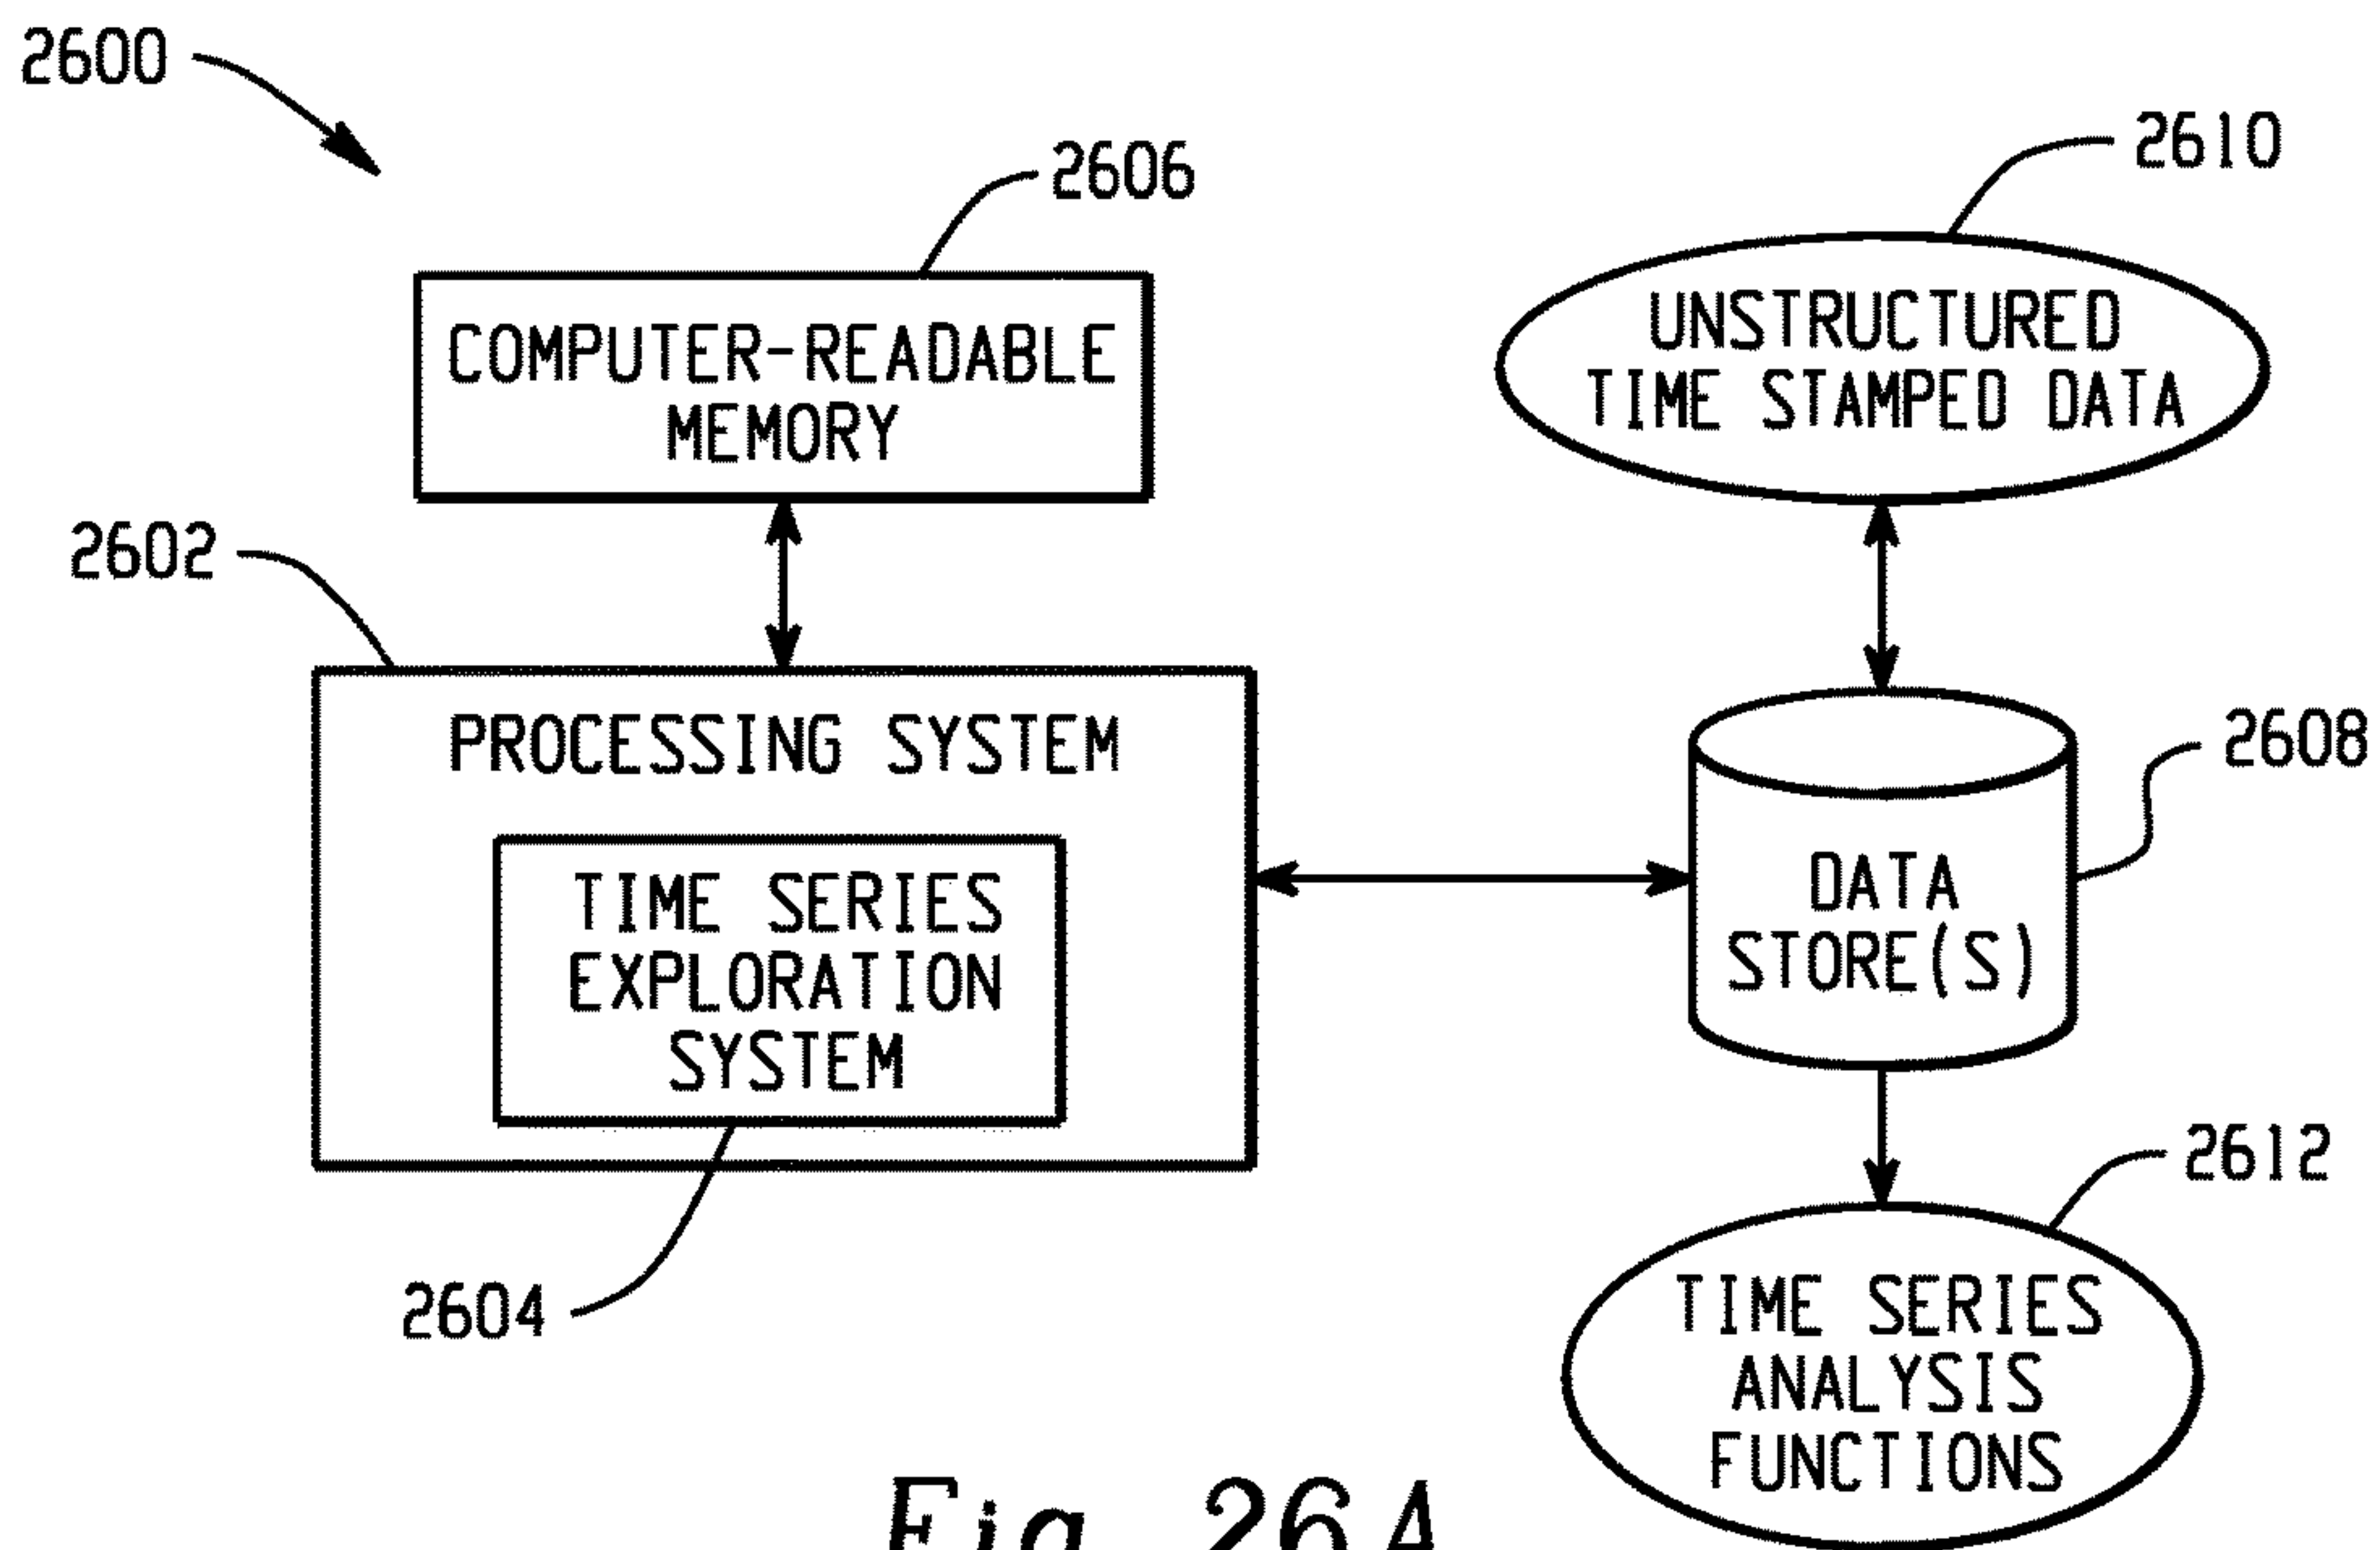 2600
2606
2610
COMPUTER-READABLE
MEMORY
UNSTRUCTURED
TIME STAMPED DATA
2602
PROCESSING SYSTEM
2608
TIME SERIES
EXPLORATION
SYSTEM
DATA
STORE(S)
2612
2604
TIME SERIES
ANALYSIS
FUNCTIONS
Fig. 26A